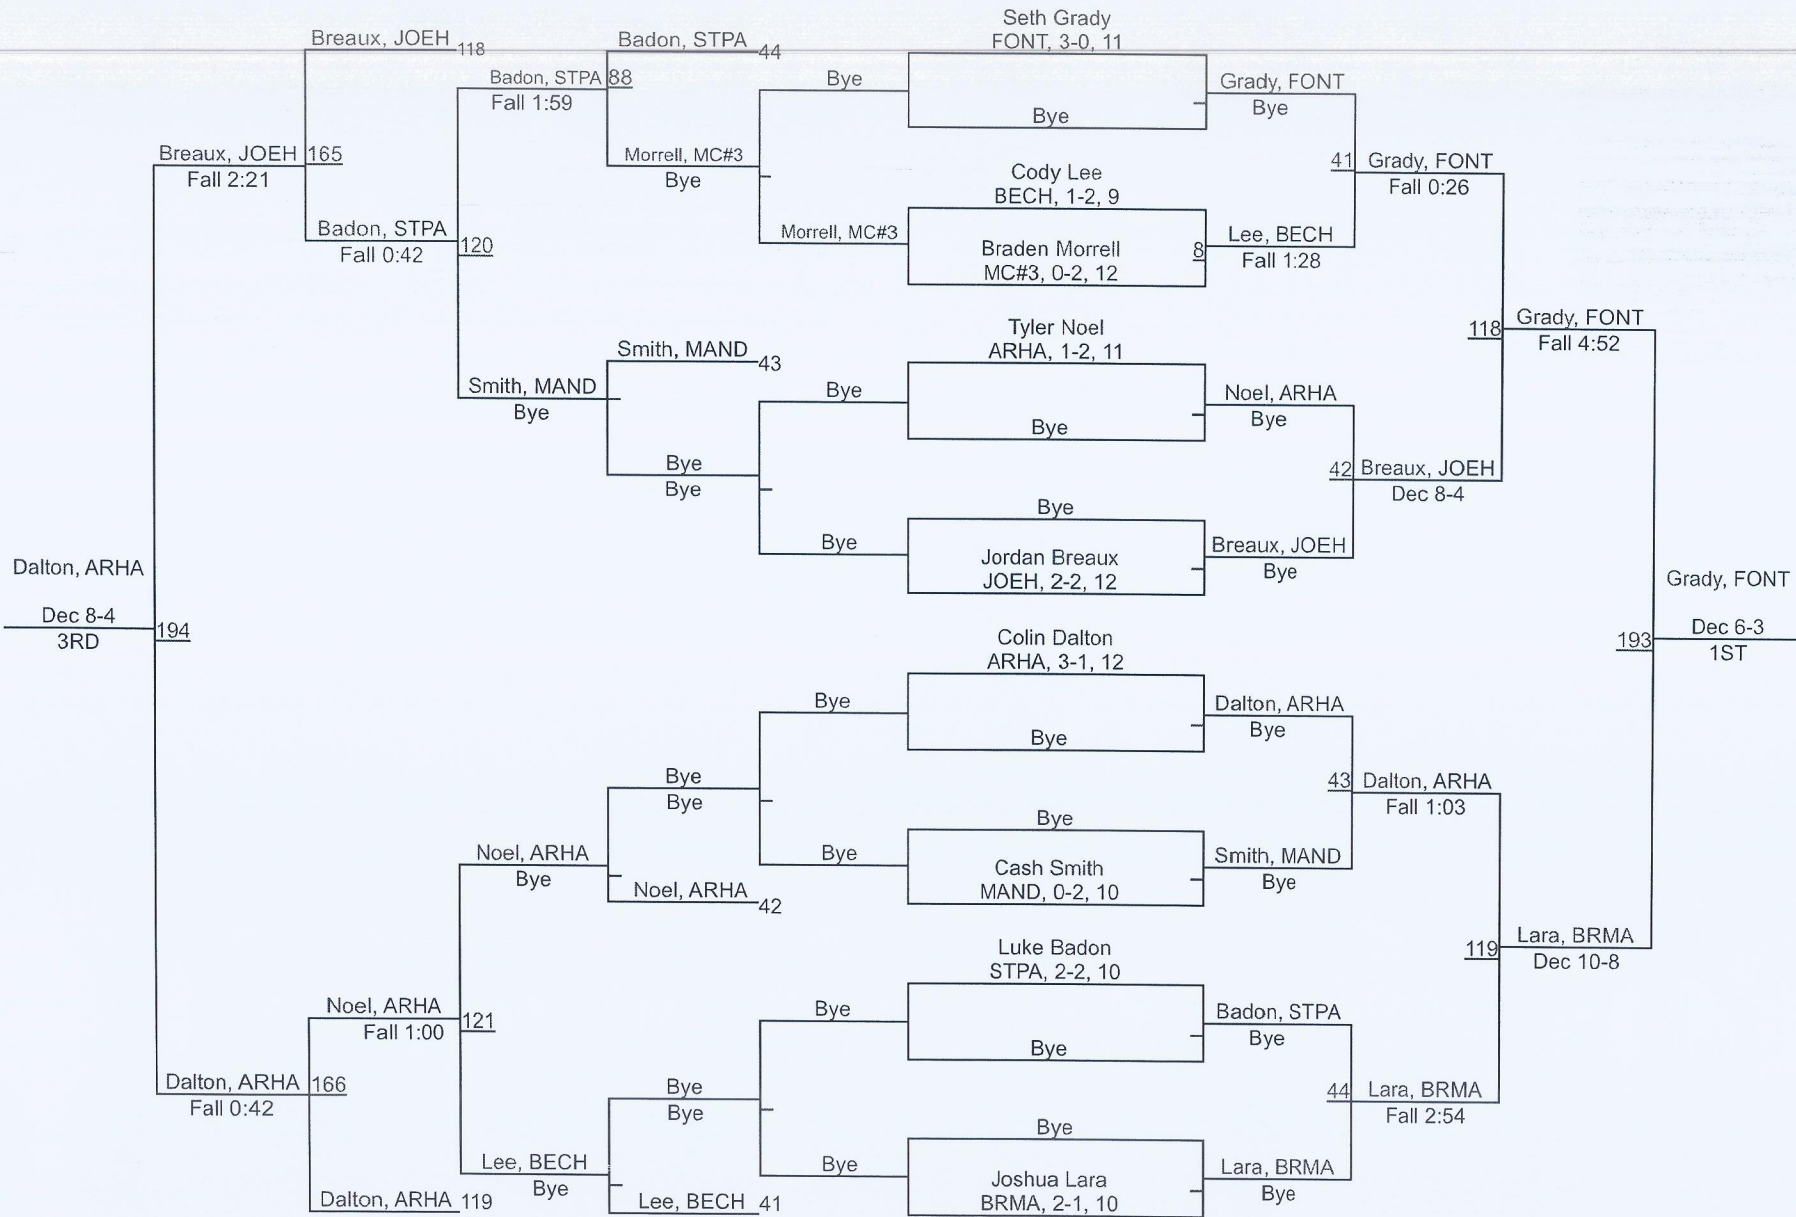 Seth Grady
FONT, 3-0, 11
Breaux, JOEH 118
Badon, STPA 44
Badon, STPA 88
Fall 1:59
Bye
Bye
Grady, FONT
Bye
Breaux, JOEH 165
Fall 2:21
Morrell, MC#3
Bye
Cody Lee
BECH, 1-2, 9
41 Grady, FONT
Fall 0:26
Badon, STPA 120
Fall 0:42
Morrell, MC#3
Braden Morrell 8
MC#3, 0-2, 12
Lee, BECH
Fall 1:28
Tyler Noel
ARHA, 1-2, 11
118 Grady, FONT
Fall 4:52
Smith, MAND 43
Smith, MAND
Bye
Bye
Bye
Noel, ARHA
Bye
Bye
Bye
42 Breaux, JOEH
Dec 8-4
Bye
Bye
Jordan Breaux
JOEH, 2-2, 12
Breaux, JOEH
Bye
Dalton, ARHA
Dec 8-4
3RD
194
Grady, FONT
193 Dec 6-3
1ST
Colin Dalton
ARHA, 3-1, 12
Bye
Bye
Dalton, ARHA
Bye
Bye
Bye
43 Dalton, ARHA
Fall 1:03
Noel, ARHA
Bye
Noel, ARHA 42
Bye
Bye
Cash Smith
MAND, 0-2, 10
Smith, MAND
Bye
Luke Badon
STPA, 2-2, 10
119 Lara, BRMA
Dec 10-8
Noel, ARHA 121
Fall 1:00
Bye
Bye
Badon, STPA
Bye
Dalton, ARHA 166
Fall 0:42
Bye
Bye
44 Lara, BRMA
Fall 2:54
Lee, BECH
Bye
Bye
Bye
Joshua Lara
BRMA, 2-1, 10
Lara, BRMA
Bye
Dalton, ARHA 119
Lee, BECH 41